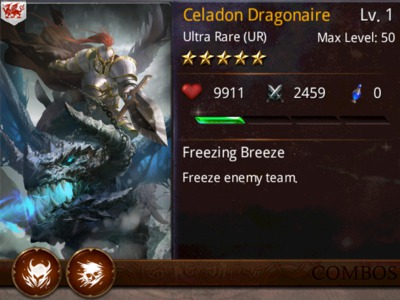 Celadon Dragonaire Lv. 1
Ultra Rare (UR) Max Level: 50
9911 2459 0
Freezing Breeze
Freeze enemy team.
COMBOS